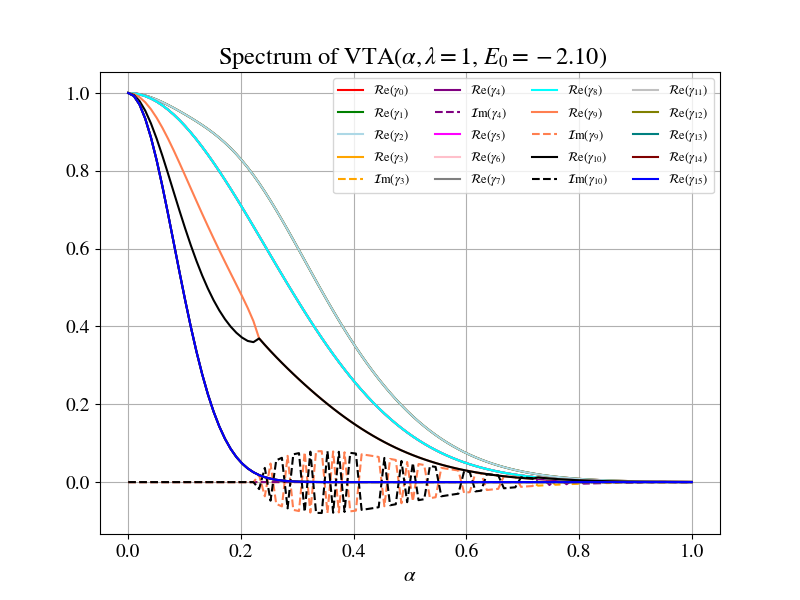 Spectrum of VTA(α, λ = 1, E₀ = −2.10)
ℛe(γ₀) ℛe(γ₄) ℛe(γ₈) ℛe(γ₁₁)
ℛe(γ₁) ℐm(γ₄) ℛe(γ₉) ℛe(γ₁₂)
ℛe(γ₂) ℛe(γ₅) ℐm(γ₉) ℛe(γ₁₃)
ℛe(γ₃) ℛe(γ₆) ℛe(γ₁₀) ℛe(γ₁₄)
ℐm(γ₃) ℛe(γ₇) ℐm(γ₁₀) ℛe(γ₁₅)
1.0
0.8
0.6
0.4
0.2
0.0
0.0 0.2 0.4 0.6 0.8 1.0
α